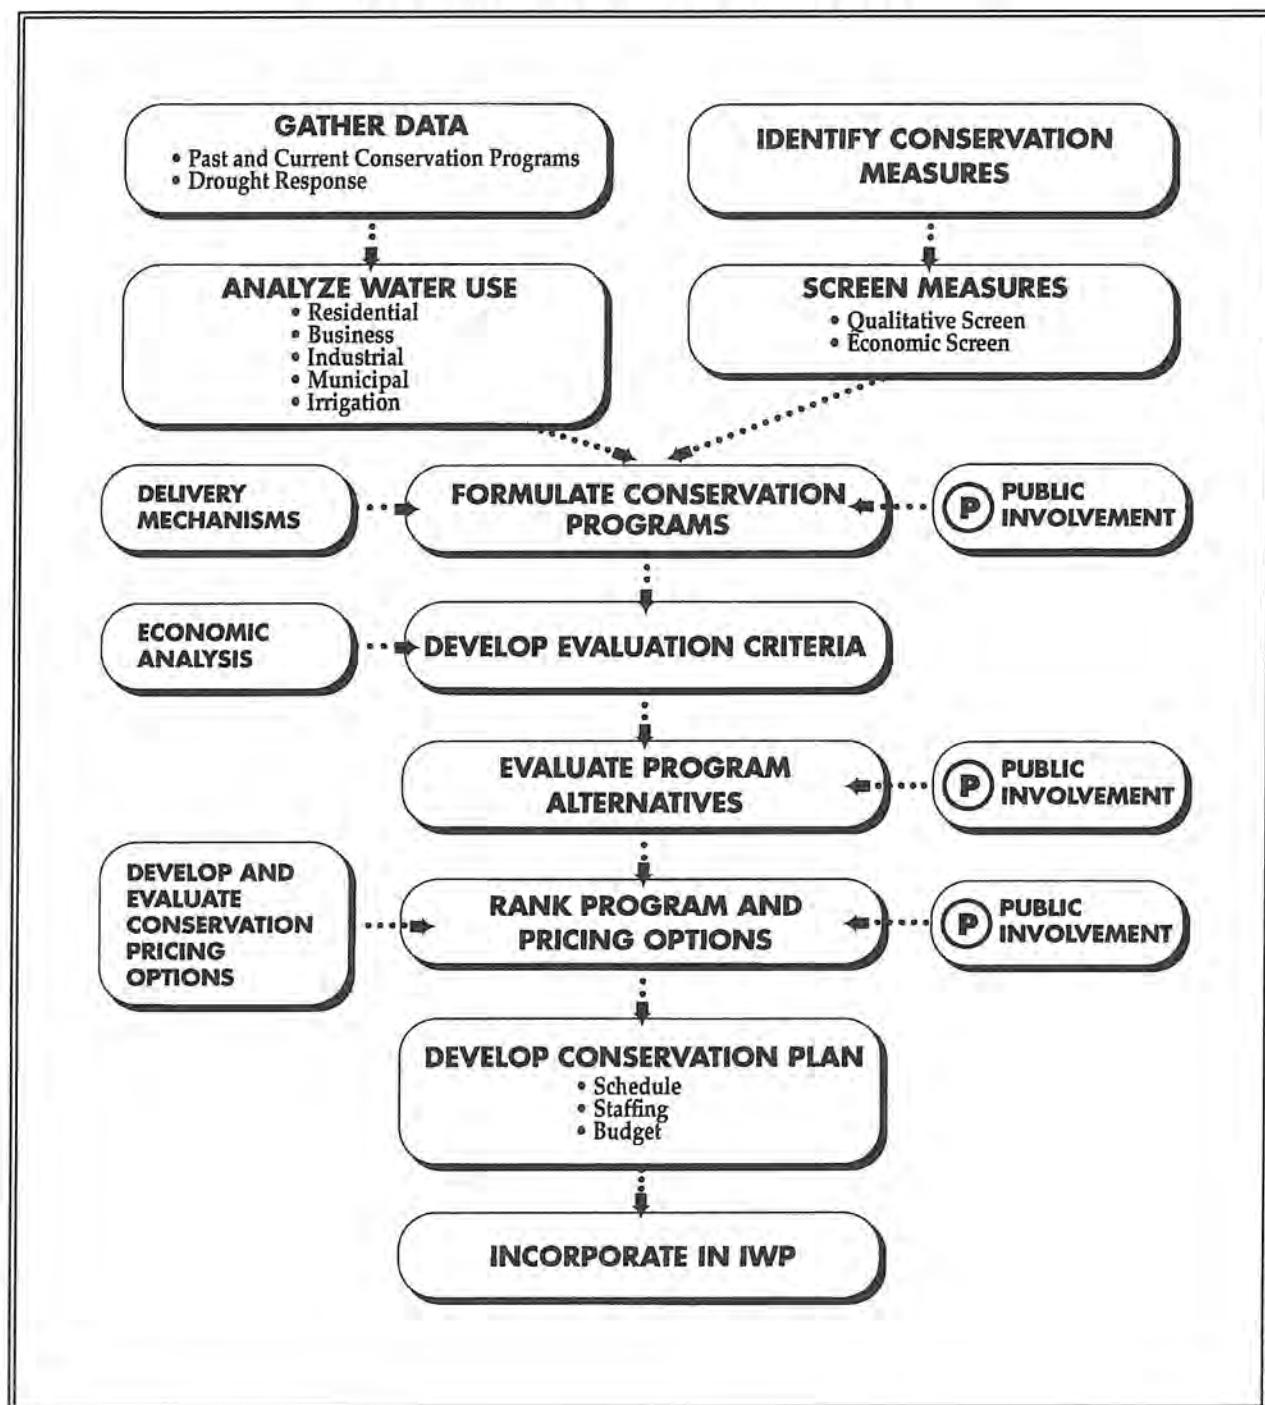 GATHER DATA
• Past and Current Conservation Programs
• Drought Response
IDENTIFY CONSERVATION
MEASURES
ANALYZE WATER USE
• Residential
• Business
• Industrial
• Municipal
• Irrigation
SCREEN MEASURES
• Qualitative Screen
• Economic Screen
DELIVERY
MECHANISMS
FORMULATE CONSERVATION
PROGRAMS
P
PUBLIC
INVOLVEMENT
ECONOMIC
ANALYSIS
DEVELOP EVALUATION CRITERIA
EVALUATE PROGRAM
ALTERNATIVES
P
PUBLIC
INVOLVEMENT
DEVELOP AND
EVALUATE
CONSERVATION
PRICING
OPTIONS
RANK PROGRAM AND
PRICING OPTIONS
P
PUBLIC
INVOLVEMENT
DEVELOP CONSERVATION PLAN
• Schedule
• Staffing
• Budget
INCORPORATE IN IWP